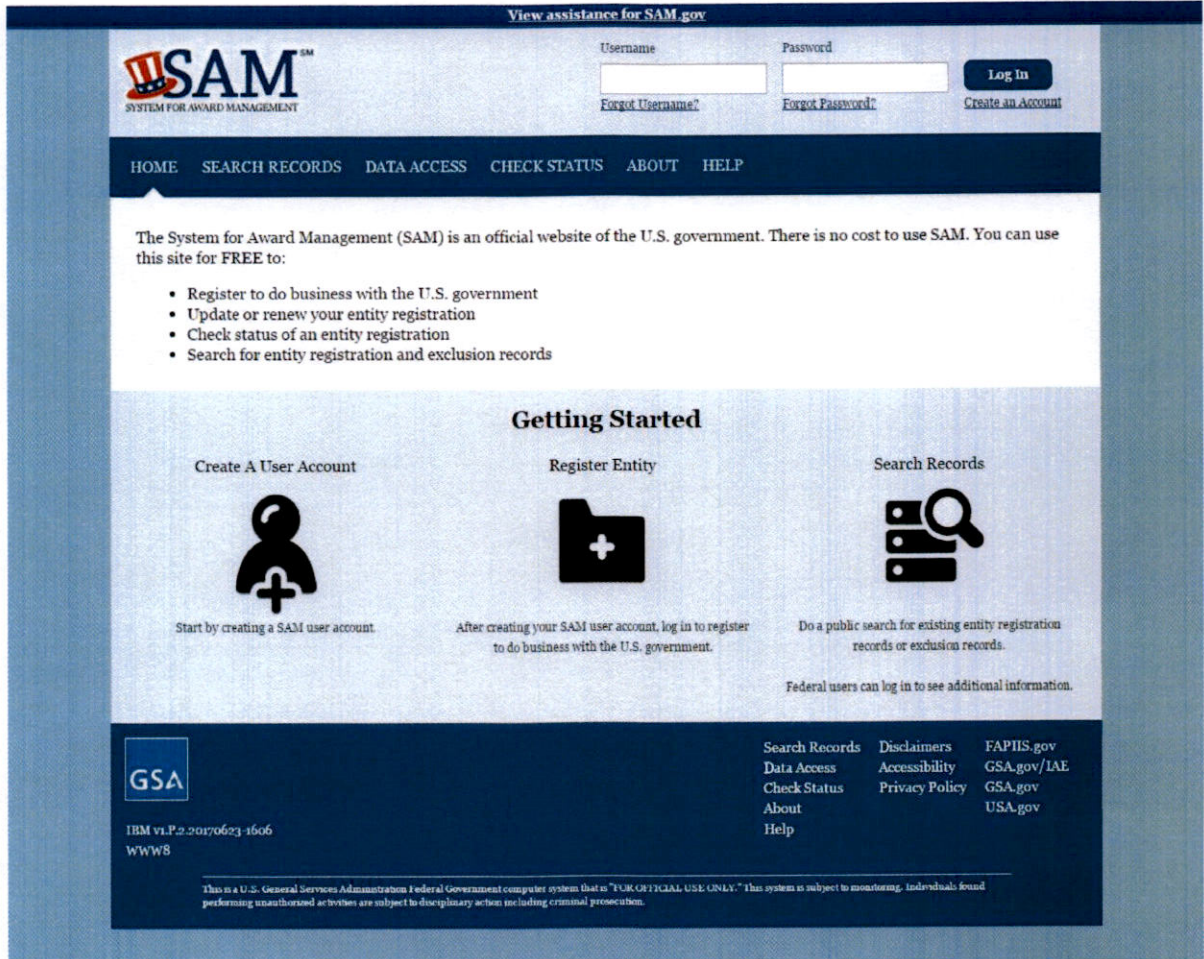 View assistance for SAM.gov
USAM SM
SYSTEM FOR AWARD MANAGEMENT
Username
Password
Log In
Forgot Username?
Forgot Password?
Create an Account
HOME SEARCH RECORDS DATA ACCESS CHECK STATUS ABOUT HELP
The System for Award Management (SAM) is an official website of the U.S. government. There is no cost to use SAM. You can use
this site for FREE to:
• Register to do business with the U.S. government
• Update or renew your entity registration
• Check status of an entity registration
• Search for entity registration and exclusion records
Getting Started
Create A User Account
Start by creating a SAM user account.
Register Entity
After creating your SAM user account, log in to register
to do business with the U.S. government.
Search Records
Do a public search for existing entity registration
records or exclusion records.
Federal users can log in to see additional information.
GSA
IBM v1.P.2.20170623-1606
WWW8
Search Records
Data Access
Check Status
About
Help
Disclaimers
Accessibility
Privacy Policy
FAPIIS.gov
GSA.gov/IAE
GSA.gov
USA.gov
This is a U.S. General Services Administration Federal Government computer system that is "FOR OFFICIAL USE ONLY." This system is subject to monitoring. Individuals found
performing unauthorized activities are subject to disciplinary action including criminal prosecution.